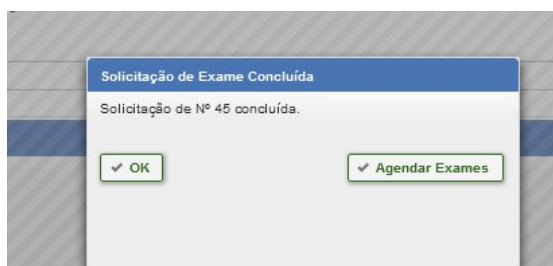 Solicitação de Exame Concluída
Solicitação de Nº 45 concluída.
OK
Agendar Exames